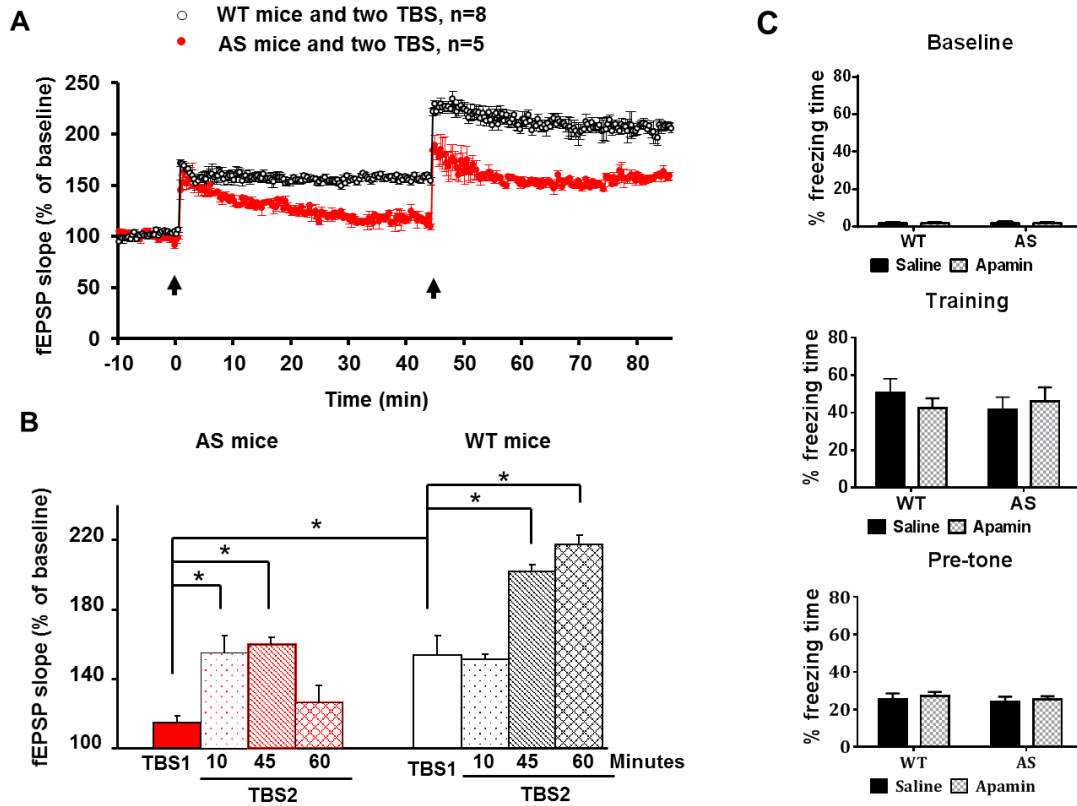 A
WT mice and two TBS, n=8
AS mice and two TBS, n=5
fEPSP slope (% of baseline)
250
200
150
100
50
0
-10 0 10 20 30 40 50 60 70 80
Time (min)
B
AS mice
WT mice
fEPSP slope (% of baseline)
220
180
140
100
* * * * *
TBS1 10 45 60 TBS1 10 45 60 Minutes
TBS2 TBS2
C
Baseline
% freezing time
80
60
40
20
0
WT AS
Saline Apamin
Training
% freezing time
80
60
40
20
0
WT AS
Saline Apamin
Pre-tone
% freezing time
80
60
40
20
0
WT AS
Saline Apamin